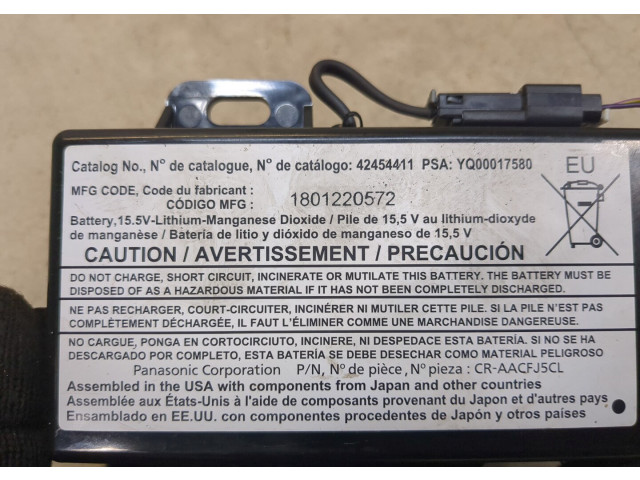 Catalog No., N° de catalogue, N° de catálogo: 42454411 PSA: YQ00017580
EU
MFG CODE, Code du fabricant :
CÓDIGO MFG : 1801220572
Battery,15.5V-Lithium-Manganese Dioxide / Pile de 15,5 V au lithium-dioxyde
de manganèse / Bateria de litio y dióxido de manganeso de 15,5 V
CAUTION / AVERTISSEMENT / PRECAUCIÓN
DO NOT CHARGE, SHORT CIRCUIT, INCINERATE OR MUTILATE THIS BATTERY. THE BATTERY MUST BE
DISPOSED OF AS A HAZARDOUS MATERIAL IF IT HAS NOT BEEN COMPLETELY DISCHARGED.
NE PAS RECHARGER, COURT-CIRCUITER, INCINÉRER NI MUTILER CETTE PILE. SI LA PILE N'EST PAS
COMPLÈTEMENT DÉCHARGÉE, IL FAUT L'ÉLIMINER COMME UNE MARCHANDISE DANGEREUSE.
NO CARGUE, PONGA EN CORTOCIRCIUTO, INCINERE, NI DESPEDACE ESTA BATERÍA. SI NO SE HA
DESCARGADO POR COMPLETO, ESTA BATERÍA SE DEBE DESECHAR COMO MATERIAL PELIGROSO
Panasonic Corporation P/N, N° de pièce, N° pieza : CR-AACFJ5CL
Assembled in the USA with components from Japan and other countries
Assemblée aux États-Unis à l'aide de composants provenant du Japon et d'autres pays
Ensamblado en EE.UU. con componentes procedentes de Japón y otros países